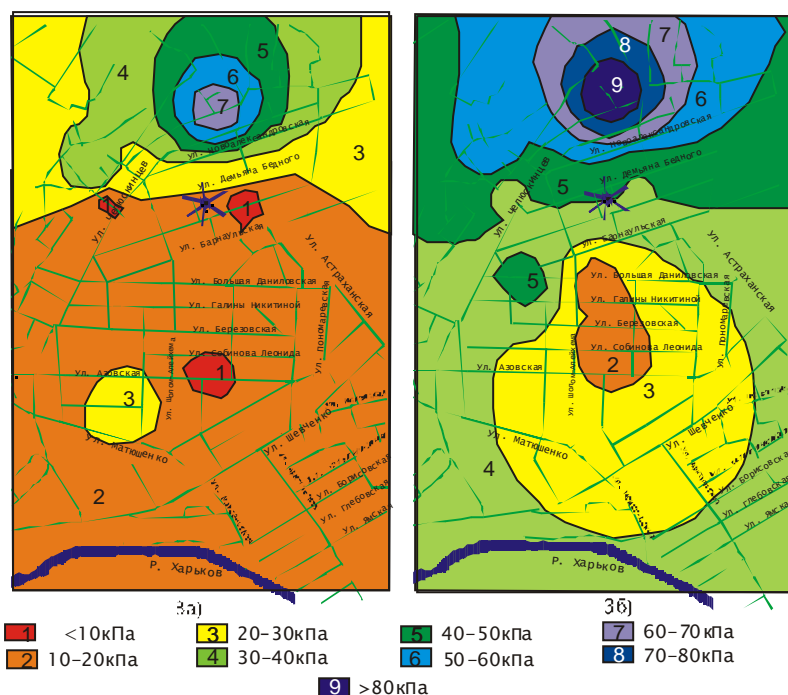 5
4
6
7
3
ул. Новоалександровская
ул. Демьяна Бедного
ул. Челюскинцев
1
1
ул. Барнаульская
ул. Астраханская
ул. Большая Даниловская
ул. Галины Никитиной
ул. Березовская
ул. Собинова Леонида
ул. пономаревская
ул. Азовская
1
3
ул. Матюшенко
ул. Шевченко
2
ул. Борисовская
ул. Глебовская
ул. Ямская
Р. Харьков
3а)
7
8
9
6
ул. Новоалександровская
ул. демьяна Бедного
ул. Челюскинцев
5
ул. Барнаульская
ул. Астраханская
5
ул. Большая Даниловская
ул. Галины Никитиной
ул. Березовская
ул. Собинова Леонида
ул. пономаревская
ул. Азовская
2
3
ул. Шевченко
ул. Матюшенко
4
ул. Борисовская
ул. глебовская
ул. Ямская
Р. Харьков
3б)
1 <10кПа
3 20-30кпа
5 40-50кпа
7 60-70кпа
2 10-20кпа
4 30-40кпа
6 50-60кпа
8 70-80кпа
9 >80кпа